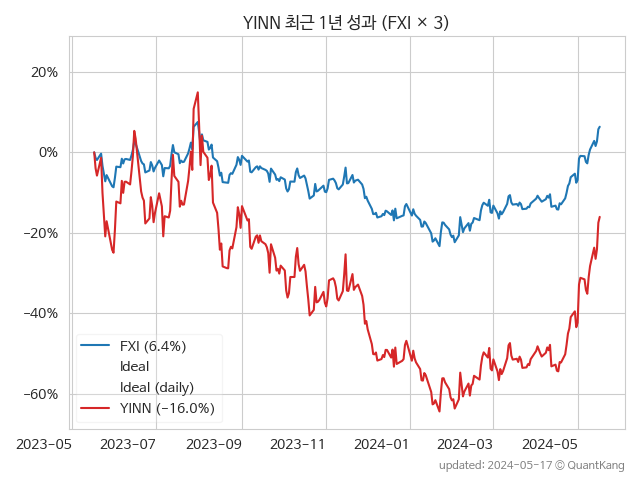 YINN 최근 1년 성과 (FXI × 3)
20%
0%
−20%
−40%
−60%
FXI (6.4%)
Ideal
Ideal (daily)
YINN (−16.0%)
2023-05 2023-07 2023-09 2023-11 2024-01 2024-03 2024-05
updated: 2024-05-17 © QuantKang